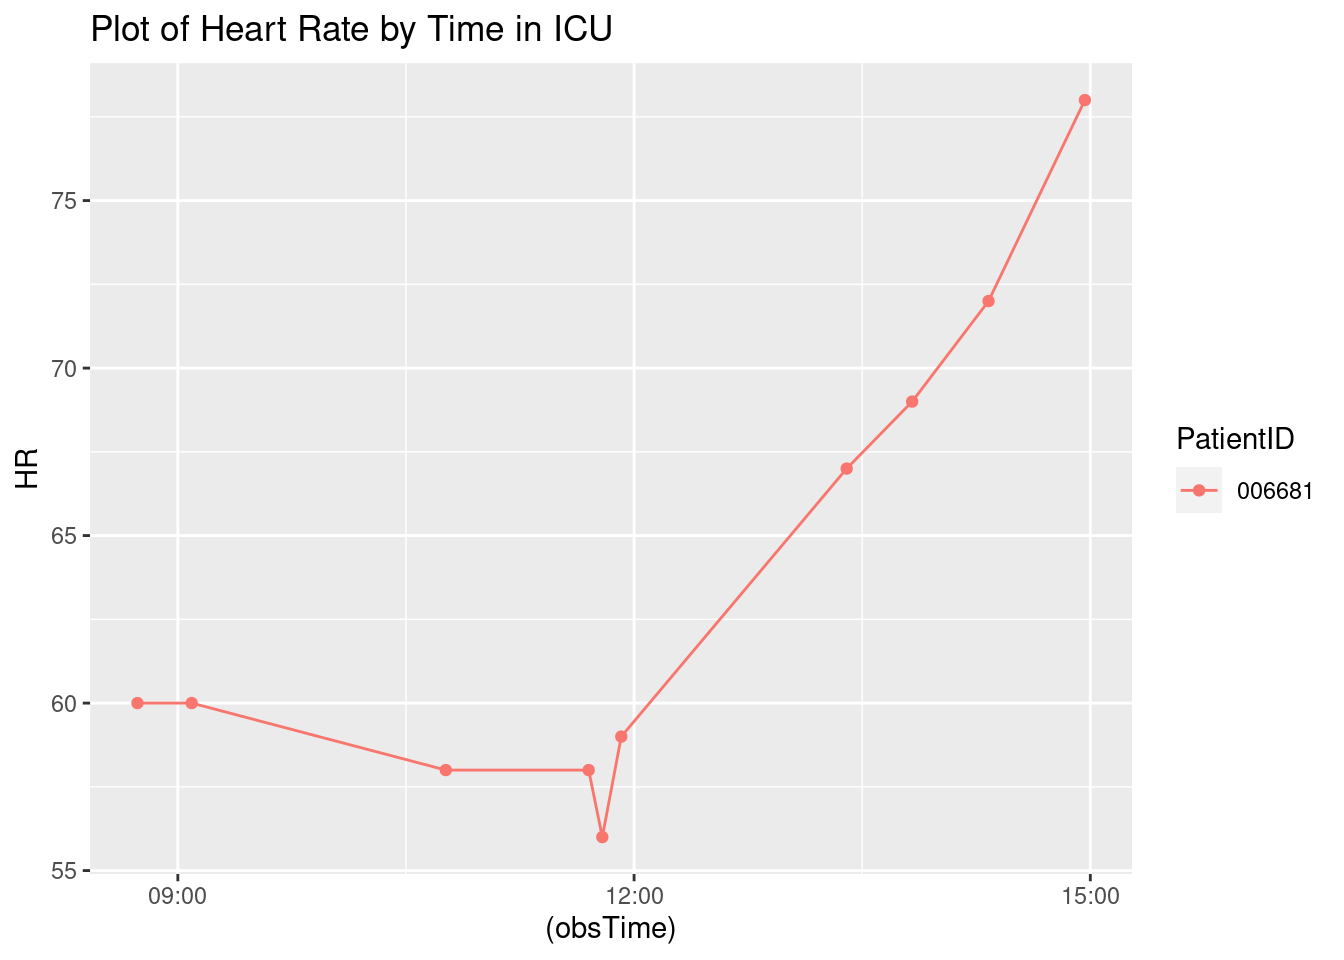 Plot of Heart Rate by Time in ICU
HR
75
70
65
60
55
09:00 12:00 15:00
(obsTime)
PatientID
006681